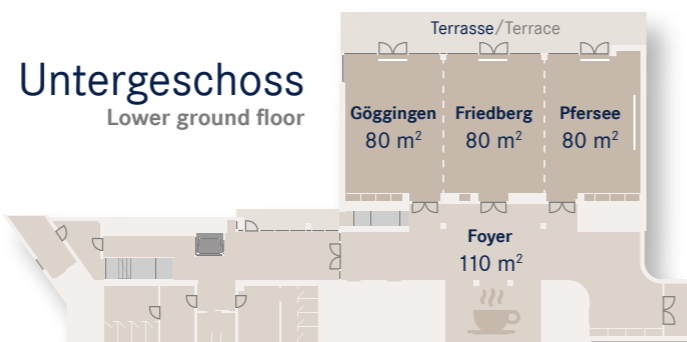 Terrasse/Terrace
Untergeschoss
Lower ground floor
Göggingen Friedberg Pfersee
80 m² 80 m² 80 m²
Foyer
110 m²